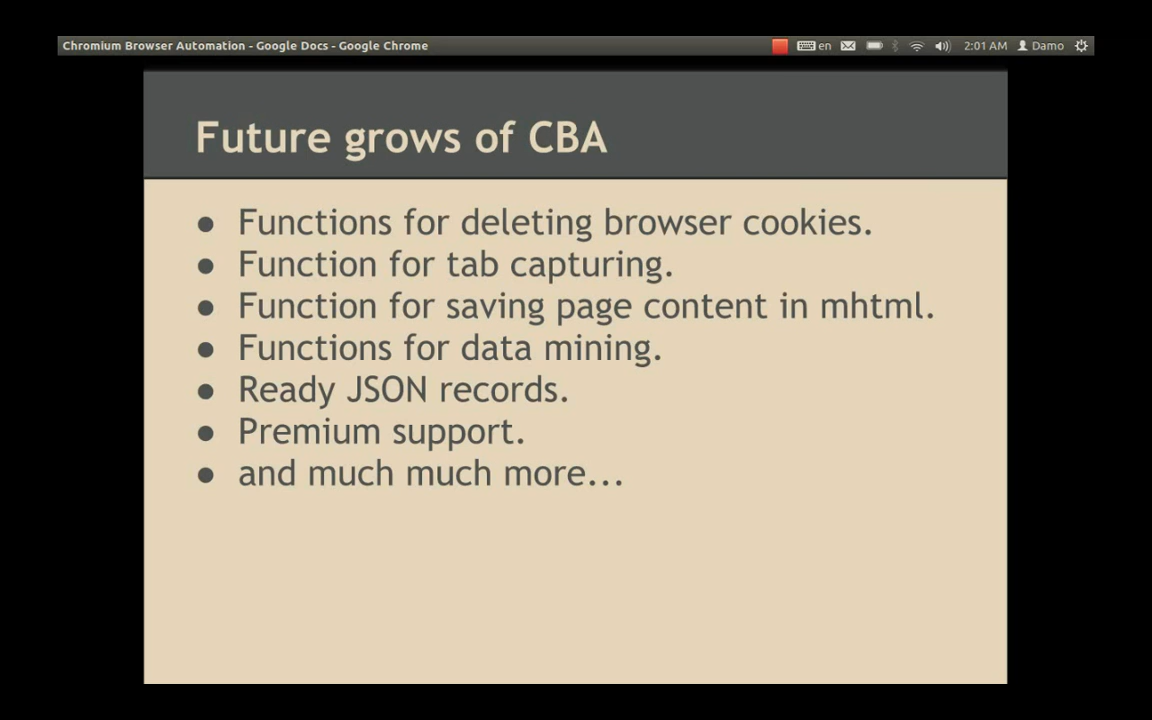 Chromium Browser Automation - Google Docs - Google Chrome
en 2:01 AM Damo
Future grows of CBA
● Functions for deleting browser cookies.
● Function for tab capturing.
● Function for saving page content in mhtml.
● Functions for data mining.
● Ready JSON records.
● Premium support.
● and much much more...